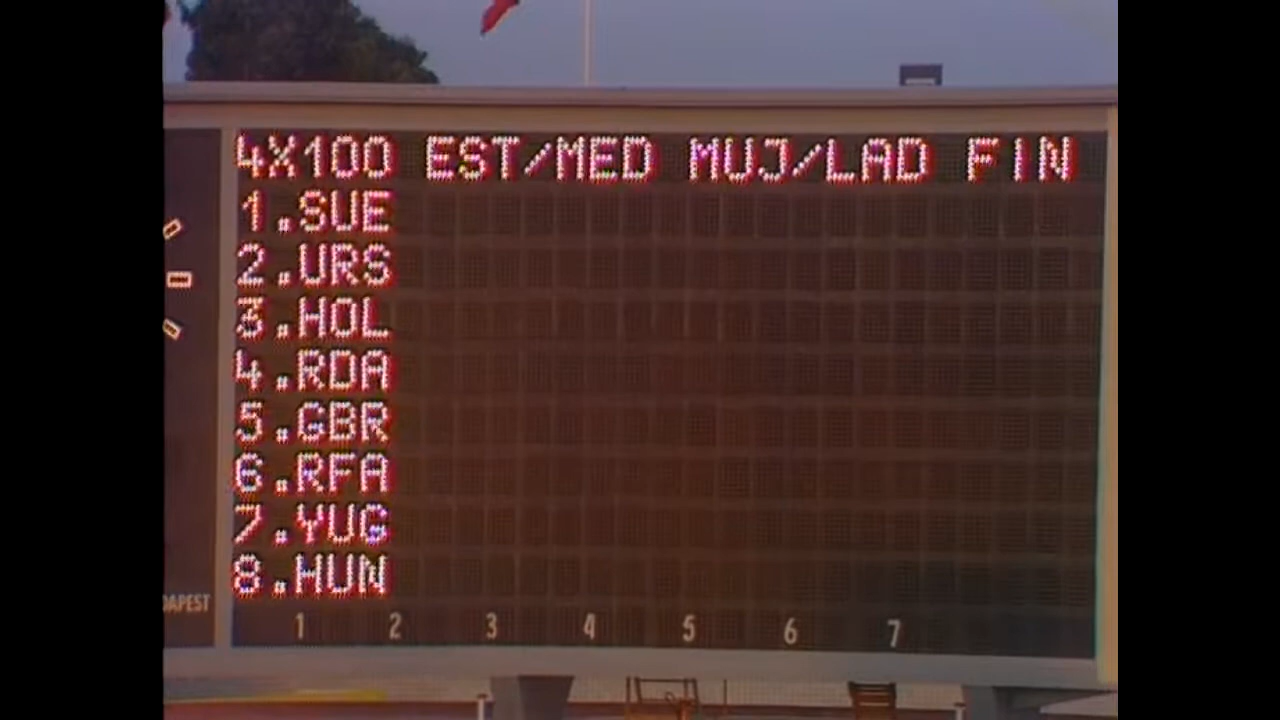 4X100 EST/MED MUJ/LAD FIN
1.SUE
2.URS
3.HOL
4.RDA
5.GBR
6.RFA
7.YUG
8.HUN
DAPEST
1 2 3 4 5 6 7